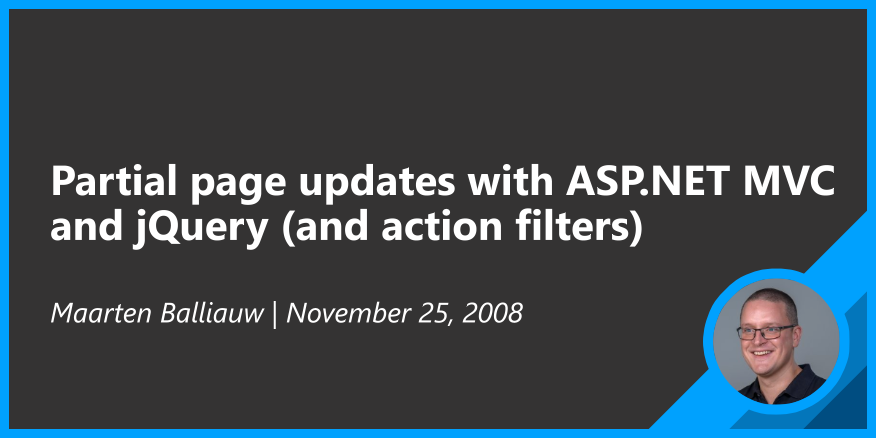 Partial page updates with ASP.NET MVC
and jQuery (and action filters)
Maarten Balliauw | November 25, 2008